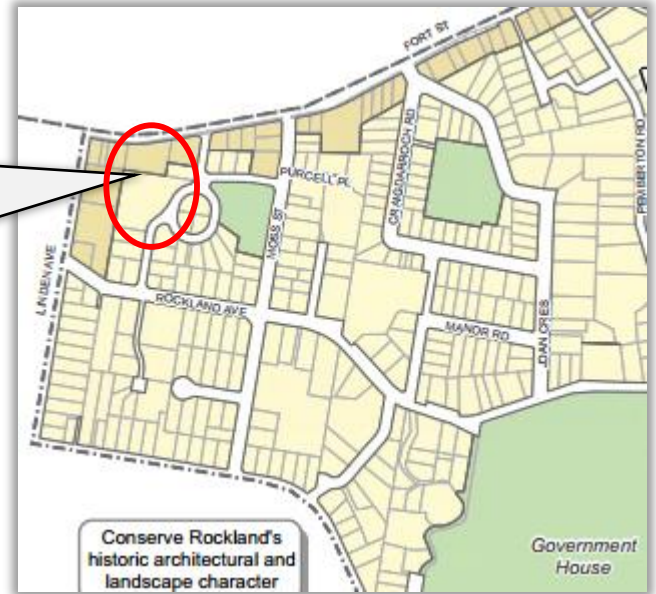 FORT ST
PEMBERTON RD
CRAIGDARROCH RD
PURCELL PL
MOSS ST
LINDEN AVE
ROCKLAND AVE
MANOR RD
JOAN CRES
Conserve Rockland's
historic architectural and
landscape character
Government
House